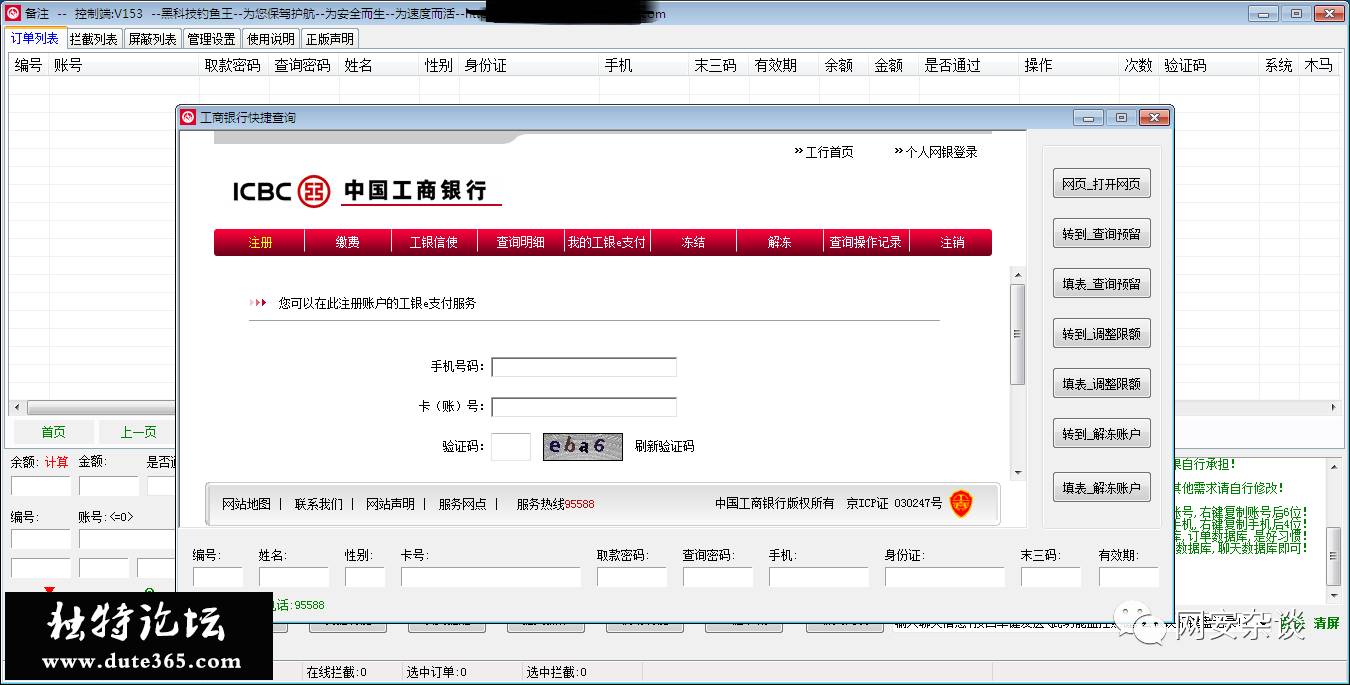 备注 -- 控制端:V153 --黑科技钓鱼王--为您保驾护航--为安全而生--为速度而活--
订单列表 拦截列表 屏蔽列表 管理设置 使用说明 正版声明
编号 账号 取款密码 查询密码 姓名 性别 身份证 手机 末三码 有效期 余额 金额 是否通过 操作 次数 验证码 系统 木马
工商银行快捷查询
>>工行首页 >>个人网银登录
ICBC 中国工商银行
注册 缴费 工银信使 查询明细 我的工银e支付 冻结 解冻 查询操作记录 注销
您可以在此注册账户的工银e支付服务
手机号码:
卡（账）号:
验证码: eba6 刷新验证码
网站地图 | 联系我们 | 网站声明 | 服务网点 | 服务热线95588 中国工商银行版权所有 京ICP证 030247号
网页_打开网页
转到_查询预留
填表_查询预留
转到_调整限额
填表_调整限额
转到_解冻账户
填表_解冻账户
编号: 姓名: 性别: 卡号: 取款密码: 查询密码: 手机: 身份证: 末三码: 有效期:
话:95588
首页 上一页
余额: 计算 金额: 是否
编号: 账号:<=0>
自行承担!
其他需求请自行修改!
账号,右键复制账号后6位!
手机,右键复制手机后4位!
库,订单数据库,是好习惯!
数据库,聊天数据库即可!
清屏
在线拦截:0 选中订单:0 选中拦截:0
独特论坛
www.dute365.com
网安杂谈